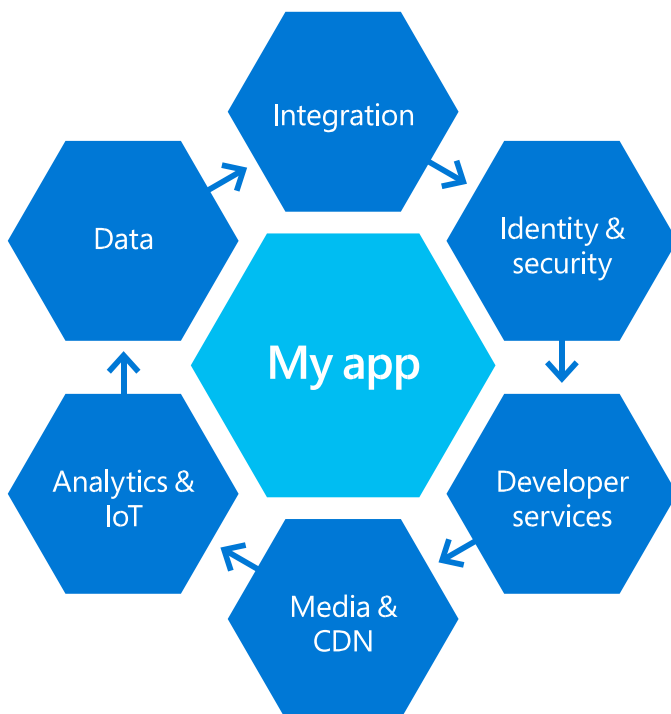 Integration
Identity &
security
Developer
services
Media &
CDN
Analytics &
IoT
Data
My app